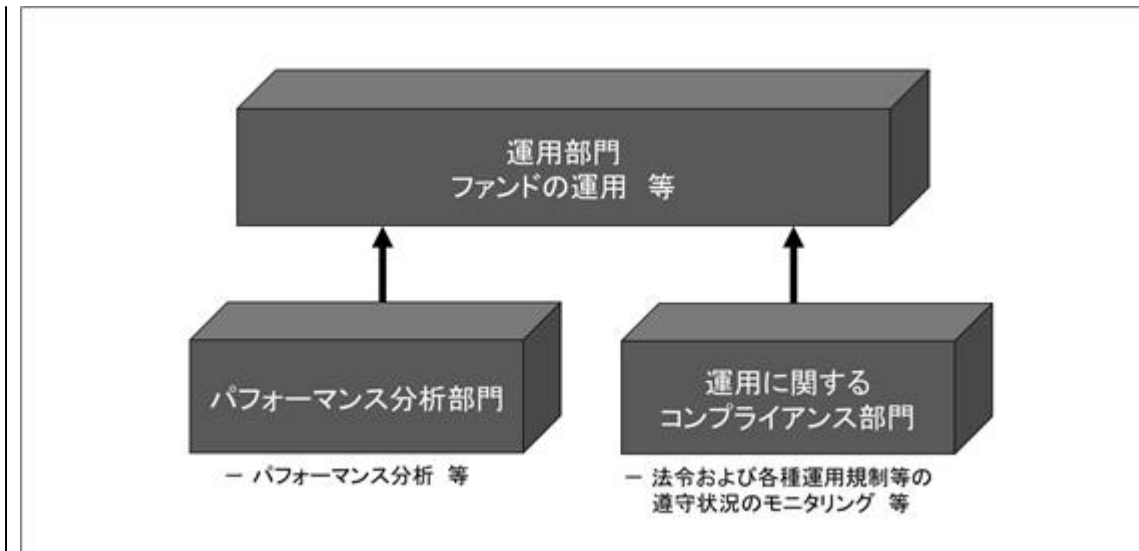 運用部門
ファンドの運用 等
パフォーマンス分析部門
― パフォーマンス分析 等
運用に関する
コンプライアンス部門
― 法令および各種運用規制等の
遵守状況のモニタリング 等